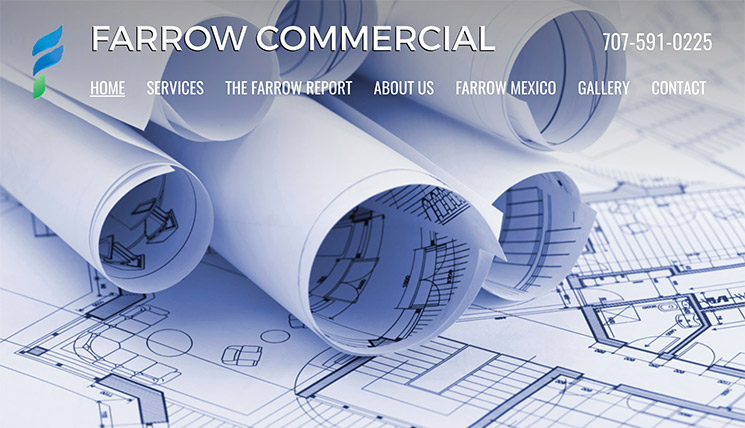 FARROW COMMERCIAL
707-591-0225
HOME SERVICES THE FARROW REPORT ABOUT US FARROW MEXICO GALLERY CONTACT